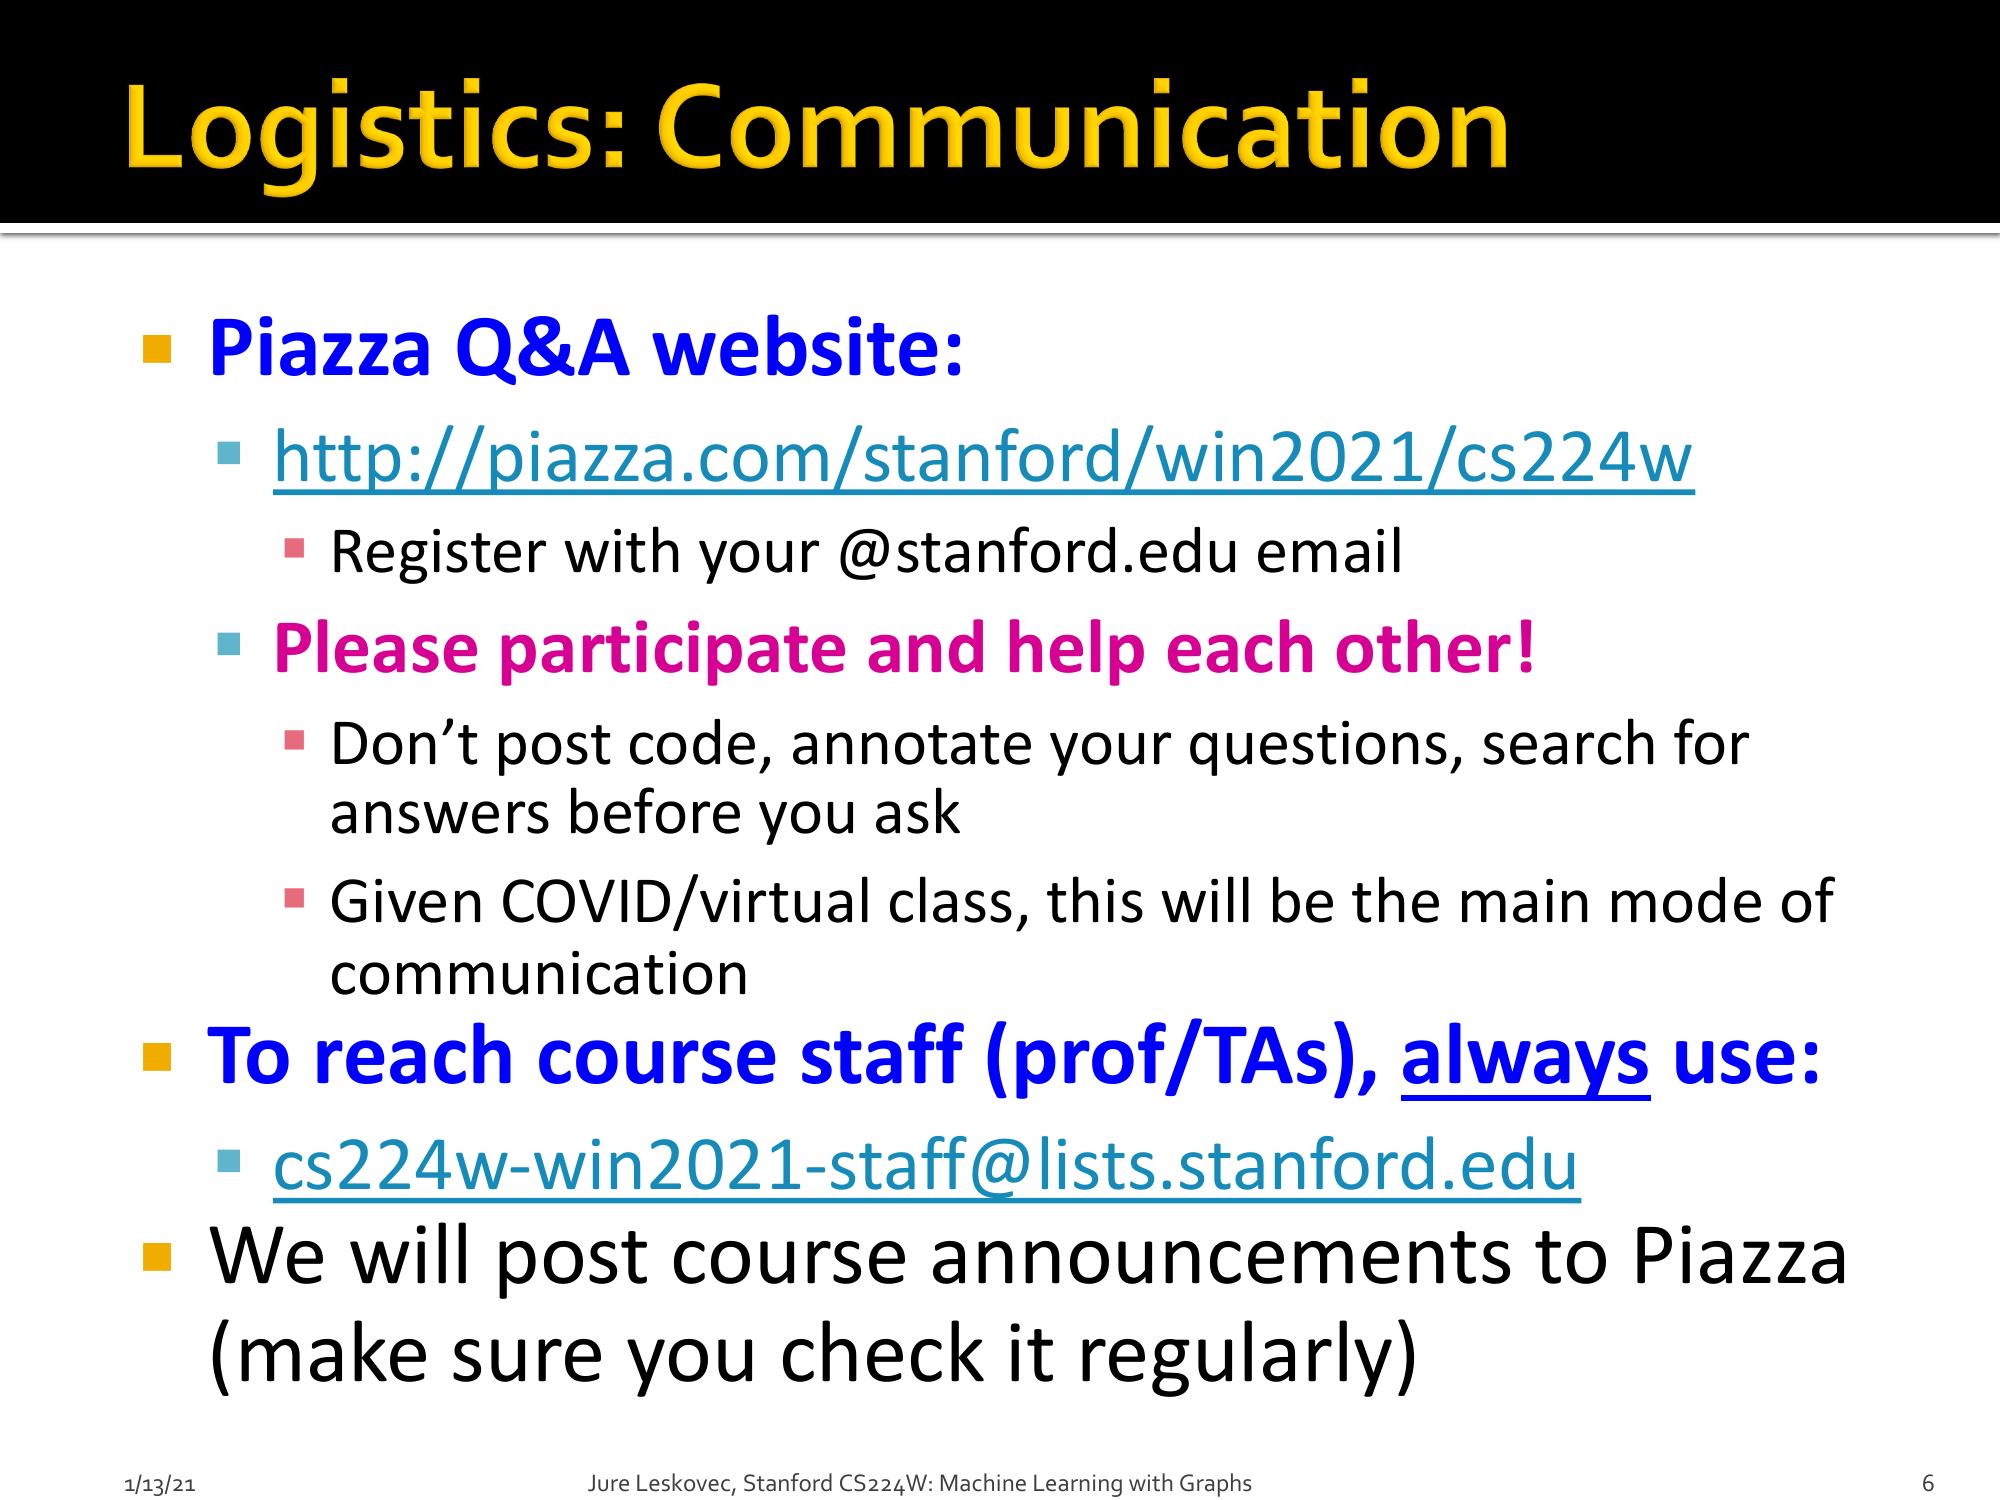 Logistics: Communication
Piazza Q&A website:
http://piazza.com/stanford/win2021/cs224w
Register with your @stanford.edu email
Please participate and help each other!
Don’t post code, annotate your questions, search for
answers before you ask
Given COVID/virtual class, this will be the main mode of
communication
To reach course staff (prof/TAs), always use:
cs224w-win2021-staff@lists.stanford.edu
We will post course announcements to Piazza
(make sure you check it regularly)
1/13/21
Jure Leskovec, Stanford CS224W: Machine Learning with Graphs
6